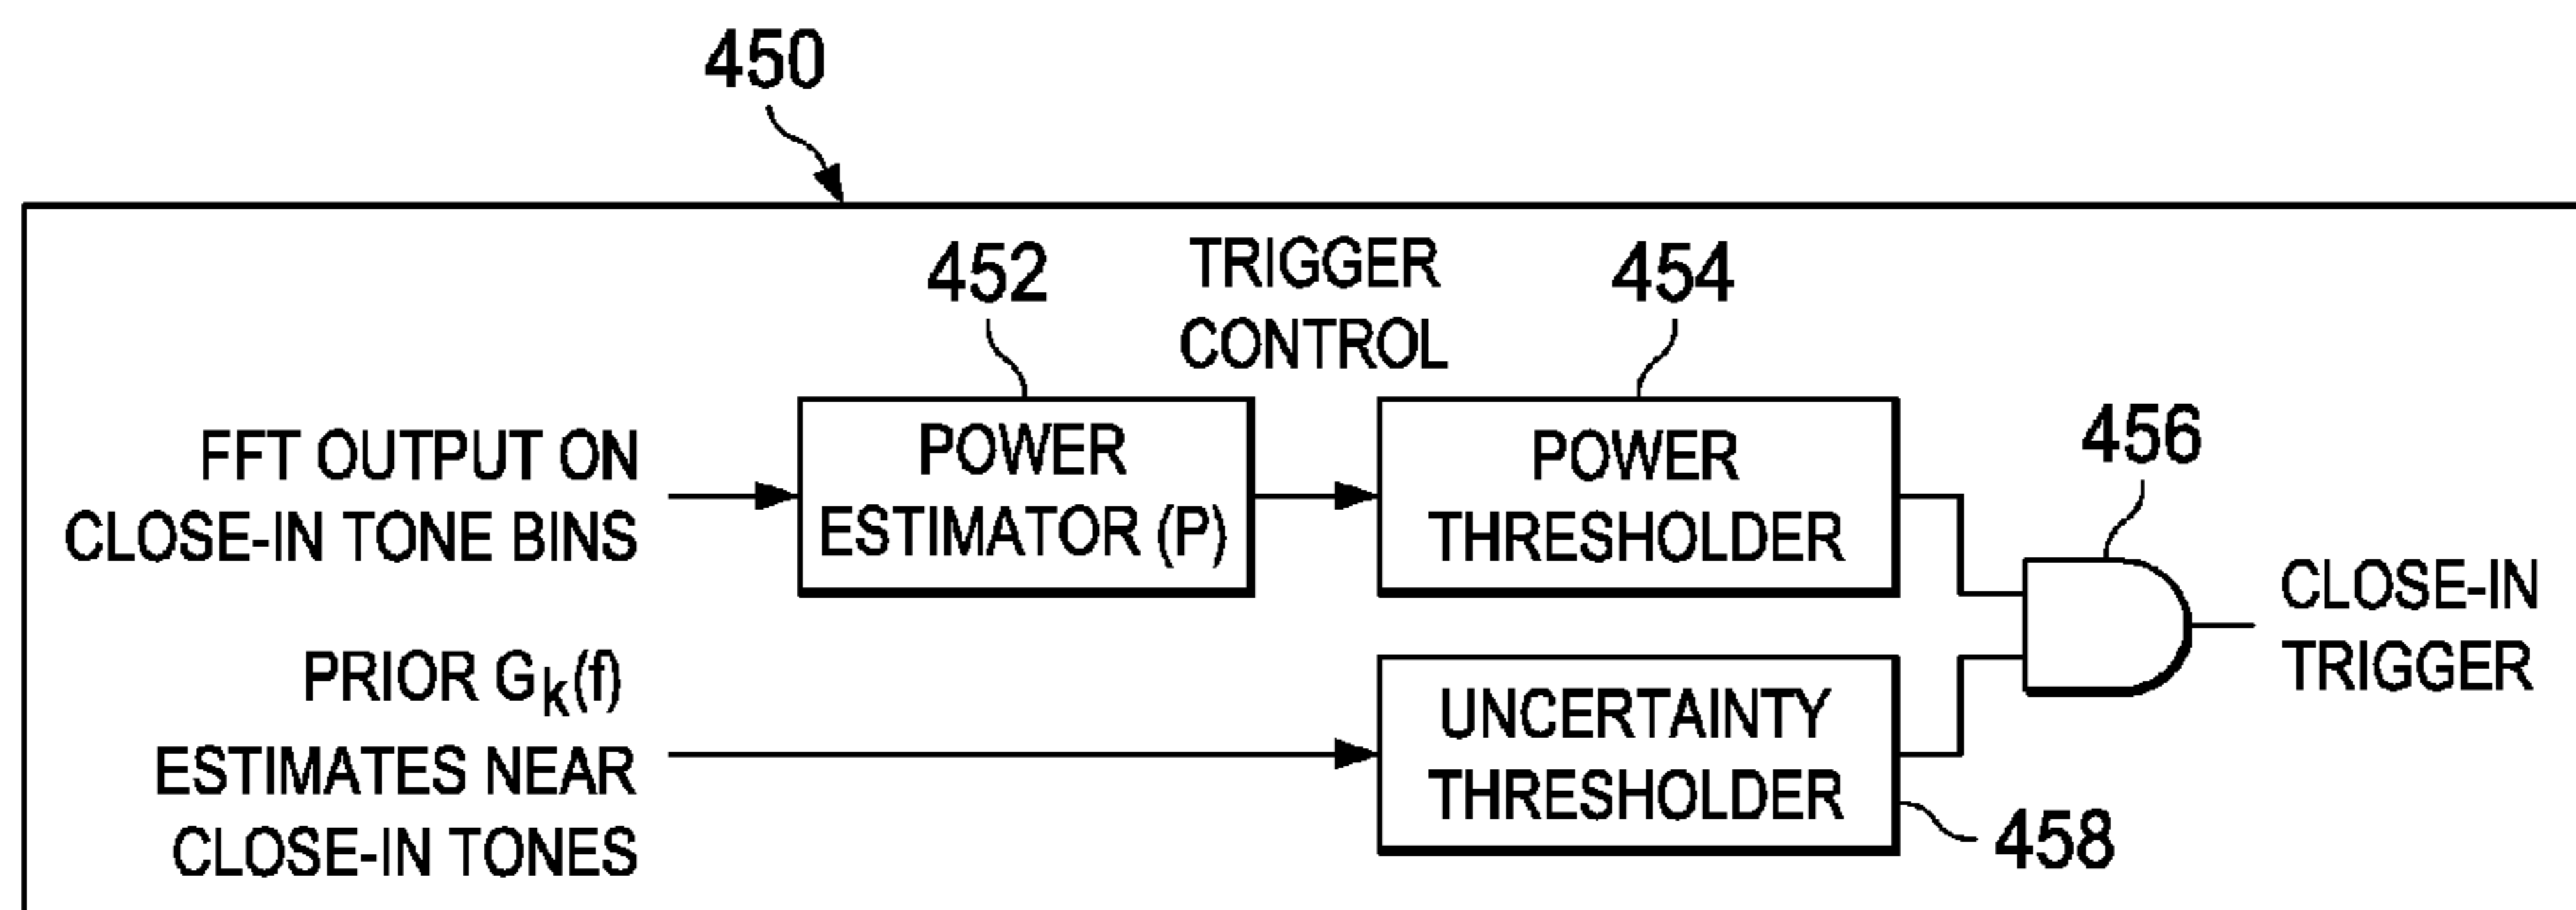 450
TRIGGER
CONTROL
452
454
456
FFT OUTPUT ON
CLOSE-IN TONE BINS
POWER
ESTIMATOR (P)
POWER
THRESHOLDER
CLOSE-IN
TRIGGER
PRIOR Gk(f)
ESTIMATES NEAR
CLOSE-IN TONES
UNCERTAINTY
THRESHOLDER
458